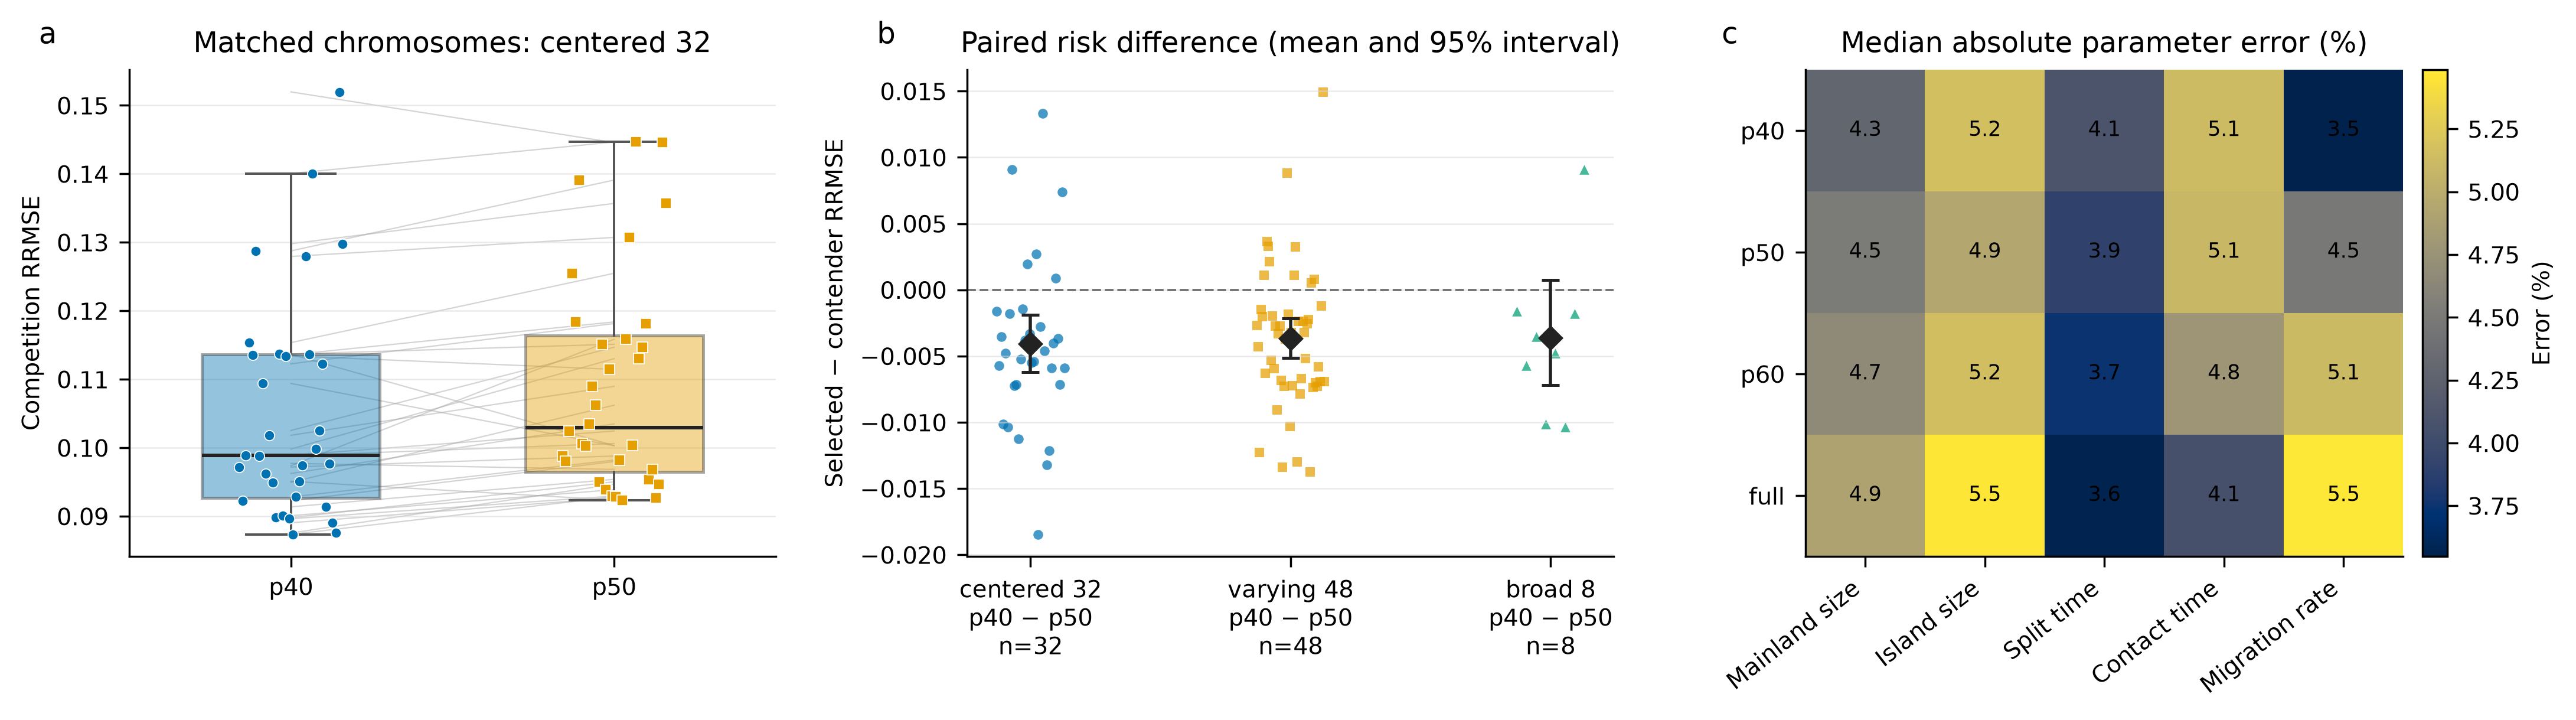 a
Matched chromosomes: centered 32
Competition RRMSE
0.15
0.14
0.13
0.12
0.11
0.10
0.09
p40
p50
b
Paired risk difference (mean and 95% interval)
Selected − contender RRMSE
0.015
0.010
0.005
0.000
−0.005
−0.010
−0.015
−0.020
centered 32
p40 − p50
n=32
varying 48
p40 − p50
n=48
broad 8
p40 − p50
n=8
c
Median absolute parameter error (%)
p40 4.3 5.2 4.1 5.1 3.5
p50 4.5 4.9 3.9 5.1 4.5
p60 4.7 5.2 3.7 4.8 5.1
full 4.9 5.5 3.6 4.1 5.5
Mainland size
Island size
Split time
Contact time
Migration rate
5.25
5.00
4.75
4.50
4.25
4.00
3.75
Error (%)